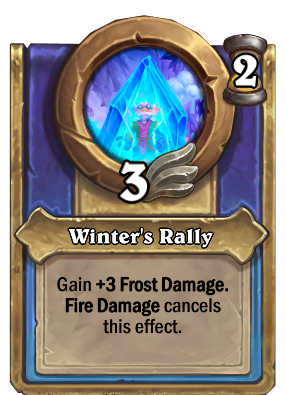 2
3
Winter's Rally
Gain +3 Frost Damage.
Fire Damage cancels
this effect.